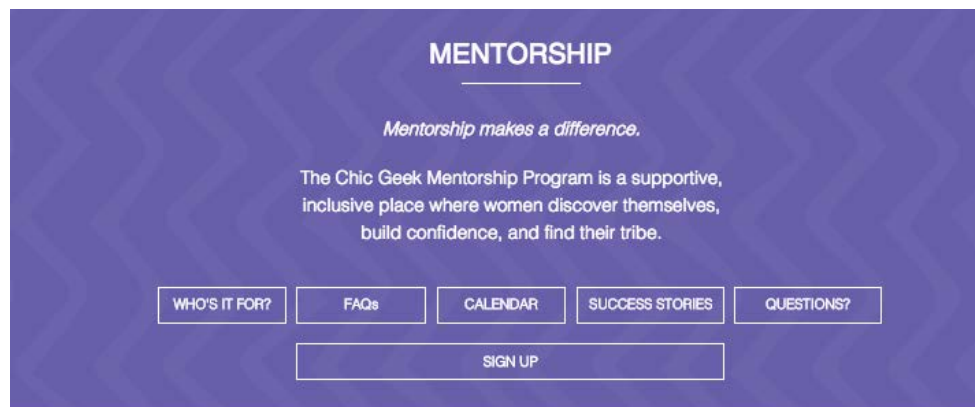 MENTORSHIP
Mentorship makes a difference.
The Chic Geek Mentorship Program is a supportive,
inclusive place where women discover themselves,
build confidence, and find their tribe.
WHO'S IT FOR?
FAQs
CALENDAR
SUCCESS STORIES
QUESTIONS?
SIGN UP